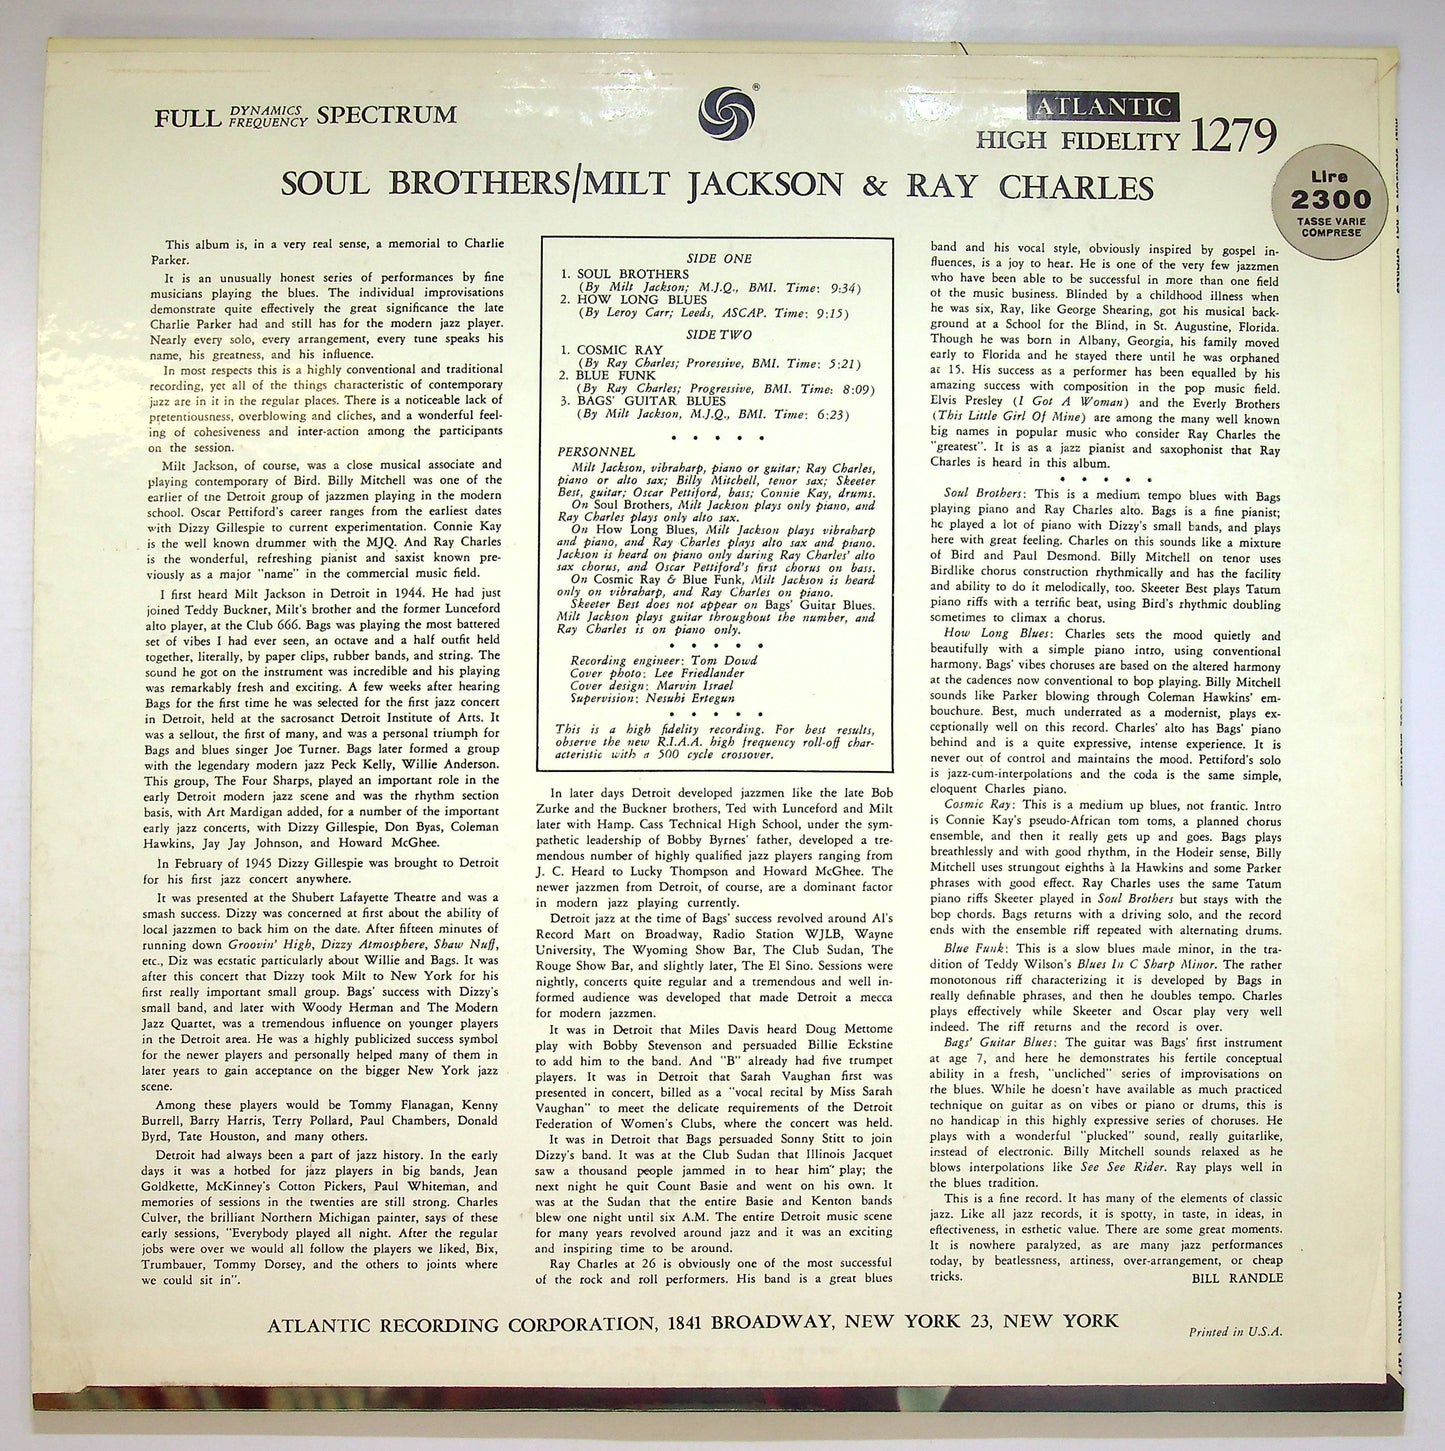 FULL DYNAMICS FREQUENCY SPECTRUM
®
ATLANTIC
HIGH FIDELITY 1279
SOUL BROTHERS/MILT JACKSON & RAY CHARLES
Lire
2300
TASSE VARIE
COMPRESE
This album is, in a very real sense, a memorial to Charlie
Parker.
It is an unusually honest series of performances by fine
musicians playing the blues. The individual improvisations
demonstrate quite effectively the great significance the late
Charlie Parker had and still has for the modern jazz player.
Nearly every solo, every arrangement, every tune speaks his
name, his greatness, and his influence.
In most respects this is a highly conventional and traditional
recording, yet all of the things characteristic of contemporary
jazz are in it in the regular places. There is a noticeable lack of
pretentiousness, overblowing and cliches, and a wonderful feel-
ing of cohesiveness and inter-action among the participants
on the session.
Milt Jackson, of course, was a close musical associate and
playing contemporary of Bird. Billy Mitchell was one of the
earlier of the Detroit group of jazzmen playing in the modern
school. Oscar Pettiford's career ranges from the earliest dates
with Dizzy Gillespie to current experimentation. Connie Kay
is the well known drummer with the MJQ. And Ray Charles
is the wonderful, refreshing pianist and saxist known pre-
viously as a major "name" in the commercial music field.
I first heard Milt Jackson in Detroit in 1944. He had just
joined Teddy Buckner, Milt's brother and the former Lunceford
alto player, at the Club 666. Bags was playing the most battered
set of vibes I had ever seen, an octave and a half outfit held
together, literally, by paper clips, rubber bands, and string. The
sound he got on the instrument was incredible and his playing
was remarkably fresh and exciting. A few weeks after hearing
Bags for the first time he was selected for the first jazz concert
in Detroit, held at the sacrosanct Detroit Institute of Arts. It
was a sellout, the first of many, and was a personal triumph for
Bags and blues singer Joe Turner. Bags later formed a group
with the legendary modern jazz Peck Kelly, Willie Anderson.
This group, The Four Sharps, played an important role in the
early Detroit modern jazz scene and was the rhythm section
basis, with Art Mardigan added, for a number of the important
early jazz concerts, with Dizzy Gillespie, Don Byas, Coleman
Hawkins, Jay Jay Johnson, and Howard McGhee.
In February of 1945 Dizzy Gillespie was brought to Detroit
for his first jazz concert anywhere.
It was presented at the Shubert Lafayette Theatre and was a
smash success. Dizzy was concerned at first about the ability of
local jazzmen to back him on the date. After fifteen minutes of
running down Groovin' High, Dizzy Atmosphere, Shaw Nuff,
etc., Diz was ecstatic particularly about Willie and Bags. It was
after this concert that Dizzy took Milt to New York for his
first really important small group. Bags' success with Dizzy's
small band, and later with Woody Herman and The Modern
Jazz Quartet, was a tremendous influence on younger players
in the Detroit area. He was a highly publicized success symbol
for the newer players and personally helped many of them in
later years to gain acceptance on the bigger New York jazz
scene.
Among these players would be Tommy Flanagan, Kenny
Burrell, Barry Harris, Terry Pollard, Paul Chambers, Donald
Byrd, Tate Houston, and many others.
Detroit had always been a part of jazz history. In the early
days it was a hotbed for jazz players in big bands, Jean
Goldkette, McKinney's Cotton Pickers, Paul Whiteman, and
memories of sessions in the twenties are still strong. Charles
Culver, the brilliant Northern Michigan painter, says of these
early sessions, "Everybody played all night. After the regular
jobs were over we would all follow the players we liked, Bix,
Trumbauer, Tommy Dorsey, and the others to joints where
we could sit in".
SIDE ONE
1. SOUL BROTHERS
(By Milt Jackson; M.J.Q., BMI. Time: 9:34)
2. HOW LONG BLUES
(By Leroy Carr; Leeds, ASCAP. Time: 9:15)
SIDE TWO
1. COSMIC RAY
(By Ray Charles; Proressive, BMI. Time: 5:21)
2. BLUE FUNK
(By Ray Charles; Progressive, BMI. Time: 8:09)
3. BAGS' GUITAR BLUES
(By Milt Jackson, M.J.Q., BMI. Time: 6:23)
• • • • •
PERSONNEL
Milt Jackson, vibraharp, piano or guitar; Ray Charles,
piano or alto sax; Billy Mitchell, tenor sax; Skeeter
Best, guitar; Oscar Pettiford, bass; Connie Kay, drums.
On Soul Brothers, Milt Jackson plays only piano, and
Ray Charles plays only alto sax.
On How Long Blues, Milt Jackson plays vibraharp
and piano, and Ray Charles plays alto sax and piano.
Jackson is heard on piano only during Ray Charles' alto
sax chorus, and Oscar Pettiford's first chorus on bass.
On Cosmic Ray & Blue Funk, Milt Jackson is heard
only on vibraharp, and Ray Charles on piano.
Skeeter Best does not appear on Bags' Guitar Blues.
Milt Jackson plays guitar throughout the number, and
Ray Charles is on piano only.
• • • • •
Recording engineer: Tom Dowd
Cover photo: Lee Friedlander
Cover design: Marvin Israel
Supervision: Nesuhi Ertegun
• • • • •
This is a high fidelity recording. For best results,
observe the new R.I.A.A. high frequency roll-off char-
acteristic with a 500 cycle crossover.
In later days Detroit developed jazzmen like the late Bob
Zurke and the Buckner brothers, Ted with Lunceford and Milt
later with Hamp. Cass Technical High School, under the sym-
pathetic leadership of Bobby Byrnes' father, developed a tre-
mendous number of highly qualified jazz players ranging from
J. C. Heard to Lucky Thompson and Howard McGhee. The
newer jazzmen from Detroit, of course, are a dominant factor
in modern jazz playing currently.
Detroit jazz at the time of Bags' success revolved around Al's
Record Mart on Broadway, Radio Station WJLB, Wayne
University, The Wyoming Show Bar, The Club Sudan, The
Rouge Show Bar, and slightly later, The El Sino. Sessions were
nightly, concerts quite regular and a tremendous and well in-
formed audience was developed that made Detroit a mecca
for modern jazzmen.
It was in Detroit that Miles Davis heard Doug Mettome
play with Bobby Stevenson and persuaded Billie Eckstine
to add him to the band. And "B" already had five trumpet
players. It was in Detroit that Sarah Vaughan first was
presented in concert, billed as a "vocal recital by Miss Sarah
Vaughan" to meet the delicate requirements of the Detroit
Federation of Women's Clubs, where the concert was held.
It was in Detroit that Bags persuaded Sonny Stitt to join
Dizzy's band. It was at the Club Sudan that Illinois Jacquet
saw a thousand people jammed in to hear him" play; the
next night he quit Count Basie and went on his own. It
was at the Sudan that the entire Basie and Kenton bands
blew one night until six A.M. The entire Detroit music scene
for many years revolved around jazz and it was an exciting
and inspiring time to be around.
Ray Charles at 26 is obviously one of the most successful
of the rock and roll performers. His band is a great blues
band and his vocal style, obviously inspired by gospel in-
fluences, is a joy to hear. He is one of the very few jazzmen
who have been able to be successful in more than one field
of the music business. Blinded by a childhood illness when
he was six, Ray, like George Shearing, got his musical back-
ground at a School for the Blind, in St. Augustine, Florida.
Though he was born in Albany, Georgia, his family moved
early to Florida and he stayed there until he was orphaned
at 15. His success as a performer has been equalled by his
amazing success with composition in the pop music field.
Elvis Presley (I Got A Woman) and the Everly Brothers
(This Little Girl Of Mine) are among the many well known
big names in popular music who consider Ray Charles the
"greatest". It is as a jazz pianist and saxophonist that Ray
Charles is heard in this album.
• • • • •
Soul Brothers: This is a medium tempo blues with Bags
playing piano and Ray Charles alto. Bags is a fine pianist;
he played a lot of piano with Dizzy's small bands, and plays
here with great feeling. Charles on this sounds like a mixture
of Bird and Paul Desmond. Billy Mitchell on tenor uses
Birdlike chorus construction rhythmically and has the facility
and ability to do it melodically, too. Skeeter Best plays Tatum
piano riffs with a terrific beat, using Bird's rhythmic doubling
sometimes to climax a chorus.
How Long Blues: Charles sets the mood quietly and
beautifully with a simple piano intro, using conventional
harmony. Bags' vibes choruses are based on the altered harmony
at the cadences now conventional to bop playing. Billy Mitchell
sounds like Parker blowing through Coleman Hawkins' em-
bouchure. Best, much underrated as a modernist, plays ex-
ceptionally well on this record. Charles' alto has Bags' piano
behind and is a quite expressive, intense experience. It is
never out of control and maintains the mood. Pettiford's solo
is jazz-cum-interpolations and the coda is the same simple,
eloquent Charles piano.
Cosmic Ray: This is a medium up blues, not frantic. Intro
is Connie Kay's pseudo-African tom toms, a planned chorus
ensemble, and then it really gets up and goes. Bags plays
breathlessly and with good rhythm, in the Hodeir sense, Billy
Mitchell uses strungout eighths à la Hawkins and some Parker
phrases with good effect. Ray Charles uses the same Tatum
piano riffs Skeeter played in Soul Brothers but stays with the
bop chords. Bags returns with a driving solo, and the record
ends with the ensemble riff repeated with alternating drums.
Blue Funk: This is a slow blues made minor, in the tra-
dition of Teddy Wilson's Blues In C Sharp Minor. The rather
monotonous riff characterizing it is developed by Bags in
really definable phrases, and then he doubles tempo. Charles
plays effectively while Skeeter and Oscar play very well
indeed. The riff returns and the record is over.
Bags' Guitar Blues: The guitar was Bags' first instrument
at age 7, and here he demonstrates his fertile conceptual
ability in a fresh, "uncliched" series of improvisations on
the blues. While he doesn't have available as much practiced
technique on guitar as on vibes or piano or drums, this is
no handicap in this highly expressive series of choruses. He
plays with a wonderful "plucked" sound, really guitarlike,
instead of electronic. Billy Mitchell sounds relaxed as he
blows interpolations like See See Rider. Ray plays well in
the blues tradition.
This is a fine record. It has many of the elements of classic
jazz. Like all jazz records, it is spotty, in taste, in ideas, in
effectiveness, in esthetic value. There are some great moments.
It is nowhere paralyzed, as are many jazz performances
today, by beatlessness, artiness, over-arrangement, or cheap
tricks. BILL RANDLE
ATLANTIC RECORDING CORPORATION, 1841 BROADWAY, NEW YORK 23, NEW YORK
Printed in U.S.A.